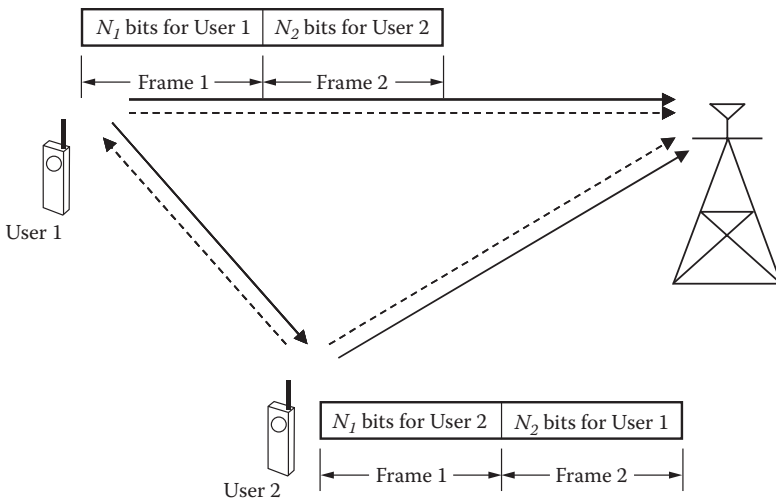 N1 bits for User 1 N2 bits for User 2
Frame 1 Frame 2
User 1
N1 bits for User 2 N2 bits for User 1
Frame 1 Frame 2
User 2